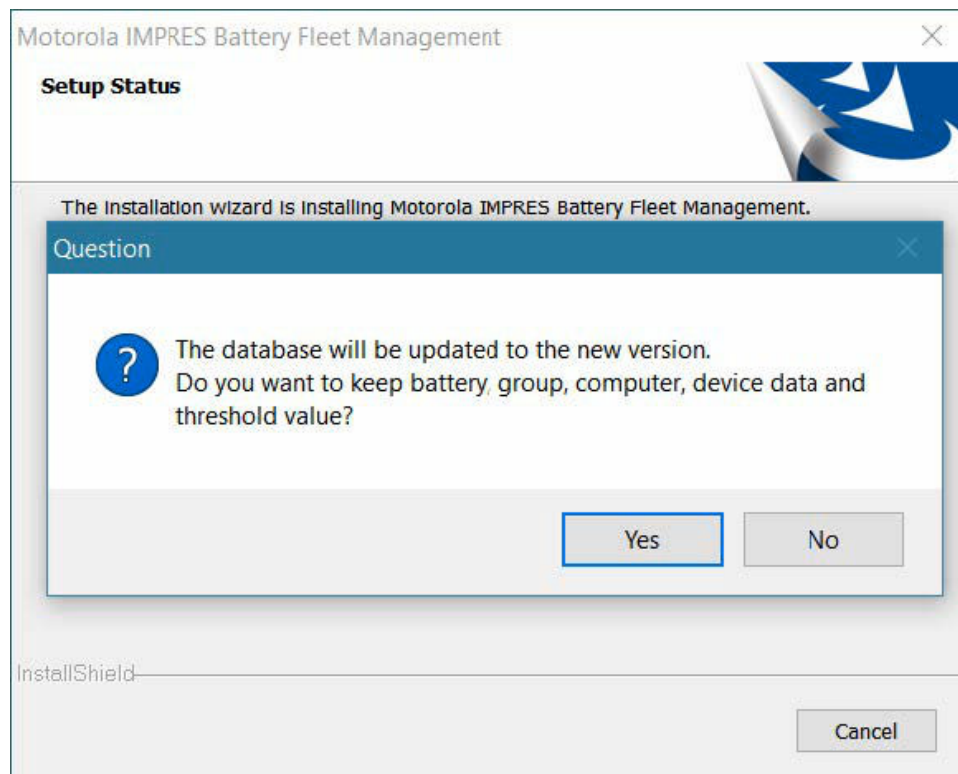 Motorola IMPRES Battery Fleet Management
Setup Status
The installation wizard is installing Motorola IMPRES Battery Fleet Management.
Question
The database will be updated to the new version.
Do you want to keep battery, group, computer, device data and
threshold value?
Yes
No
InstallShield
Cancel